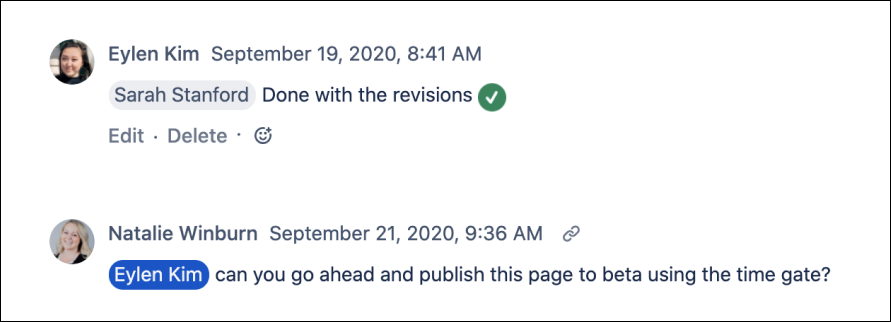 Eylen Kim September 19, 2020, 8:41 AM
Sarah Stanford Done with the revisions
Edit · Delete ·
Natalie Winburn September 21, 2020, 9:36 AM
Eylen Kim can you go ahead and publish this page to beta using the time gate?